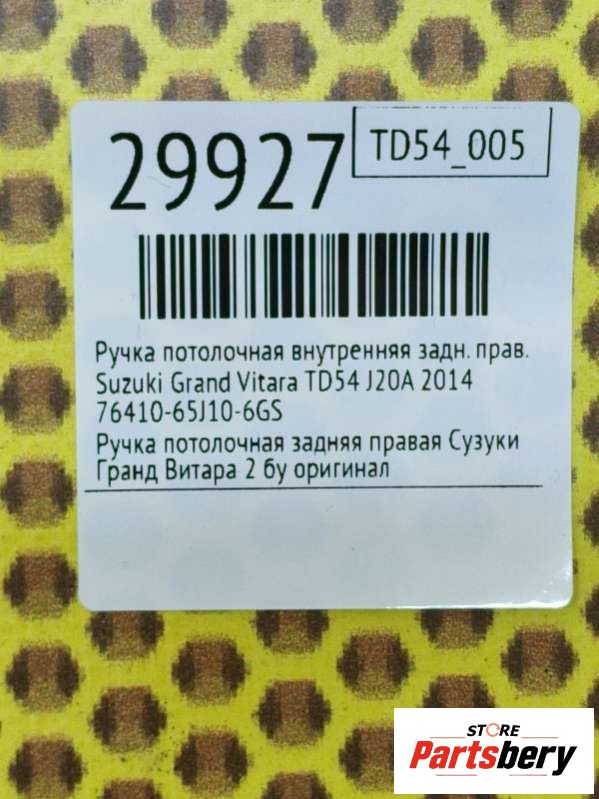 29927
TD54_005
Ручка потолочная внутренняя задн. прав.
Suzuki Grand Vitara TD54 J20A 2014
76410-65J10-6GS
Ручка потолочная задняя правая Сузуки
Гранд Витара 2 бу оригинал
STORE
Partsbery